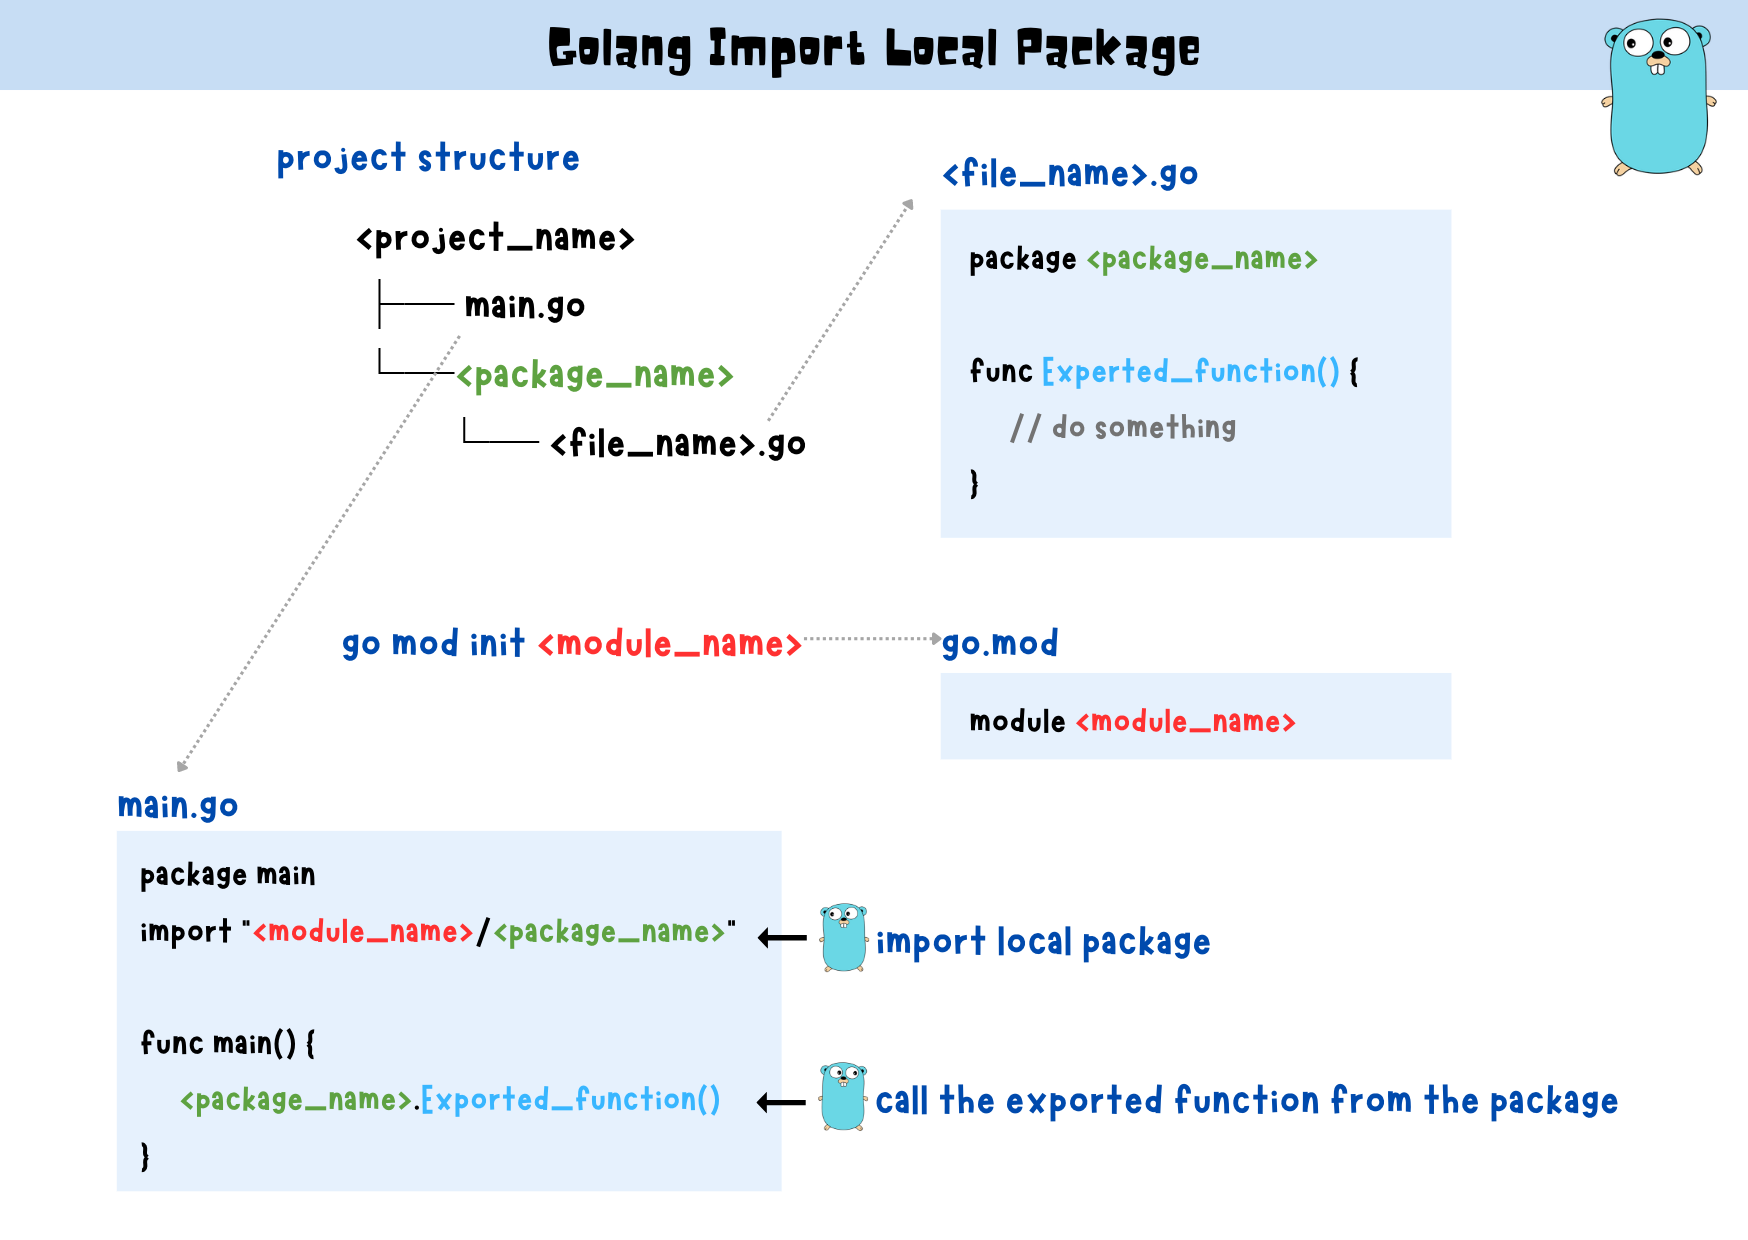 Golang Import Local Package
project structure
<project_name>
main.go
<package_name>
<file_name>.go
<file_name>.go
package <package_name>
func Experted_function() {
// do something
}
go mod init <module_name>
go.mod
module <module_name>
main.go
package main
import "<module_name>/<package_name>"
import local package
func main() {
<package_name>.Exported_function()
call the exported function from the package
}